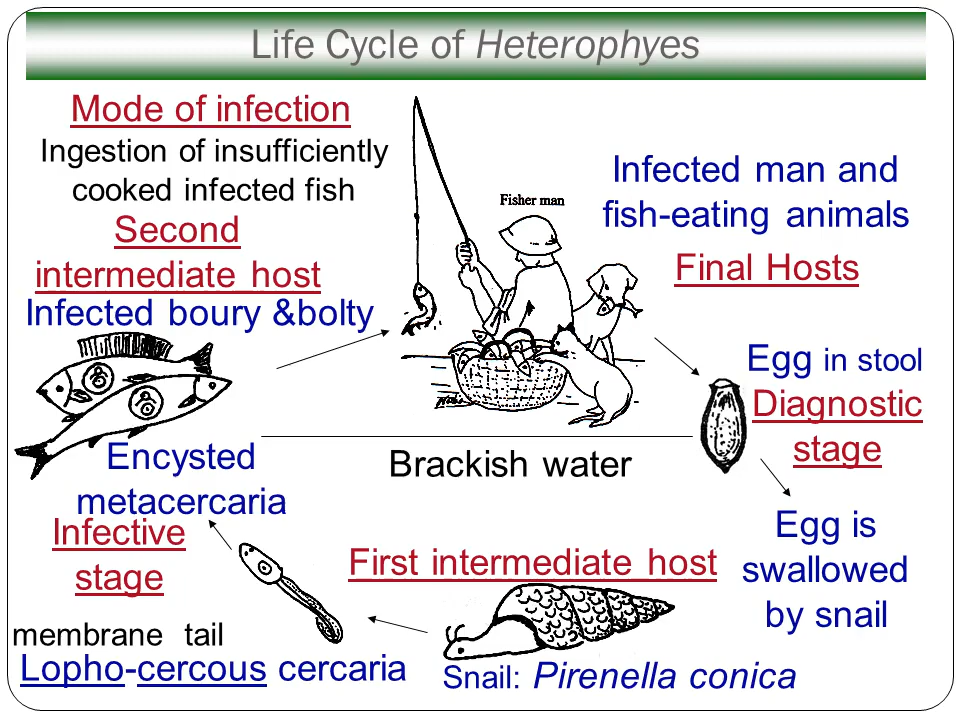 Life Cycle of Heterophyes
Mode of infection
Ingestion of insufficiently
cooked infected fish
Second
intermediate host
Infected boury &bolty
Fisher man
Infected man and
fish-eating animals
Final Hosts
Egg in stool
Diagnostic
stage
Encysted
metacercaria
Brackish water
Infective
stage
First intermediate host
Egg is
swallowed
by snail
membrane tail
Lopho-cercous cercaria
Snail: Pirenella conica